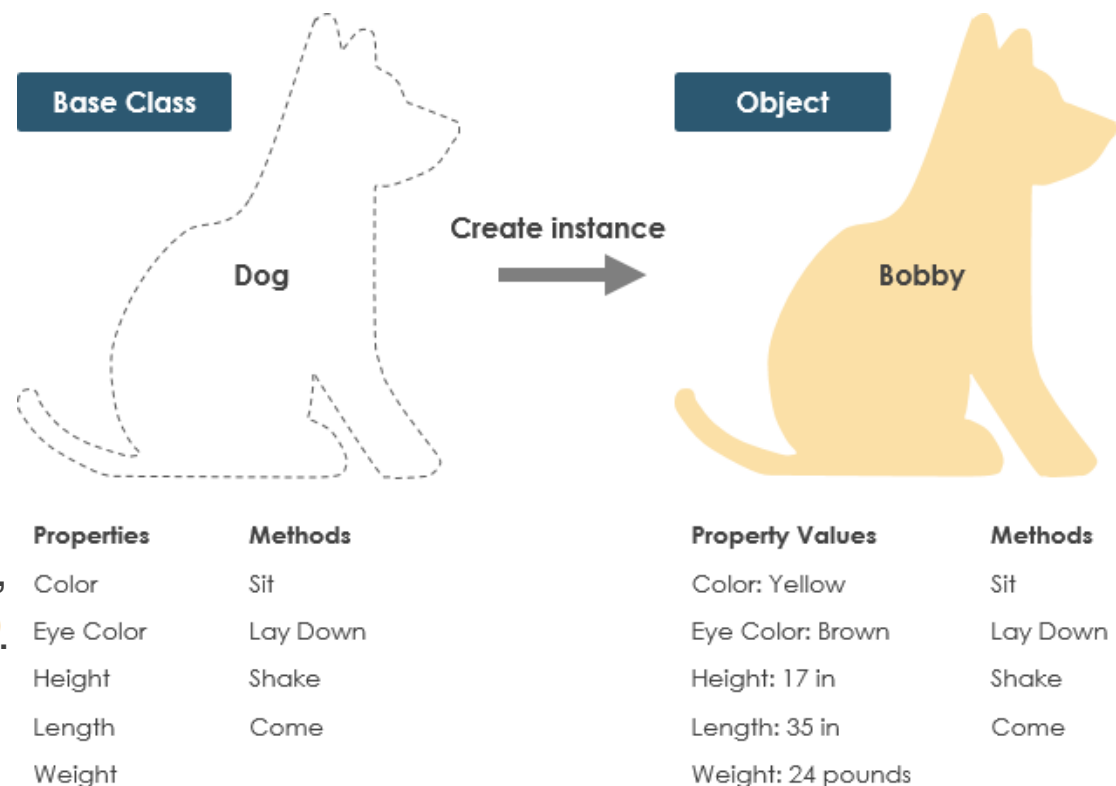 Base Class
Object
Create instance
Dog
Bobby
Properties Methods Property Values Methods
, Color Sit Color: Yellow Sit
. Eye Color Lay Down Eye Color: Brown Lay Down
Height Shake Height: 17 in Shake
Length Come Length: 35 in Come
Weight Weight: 24 pounds